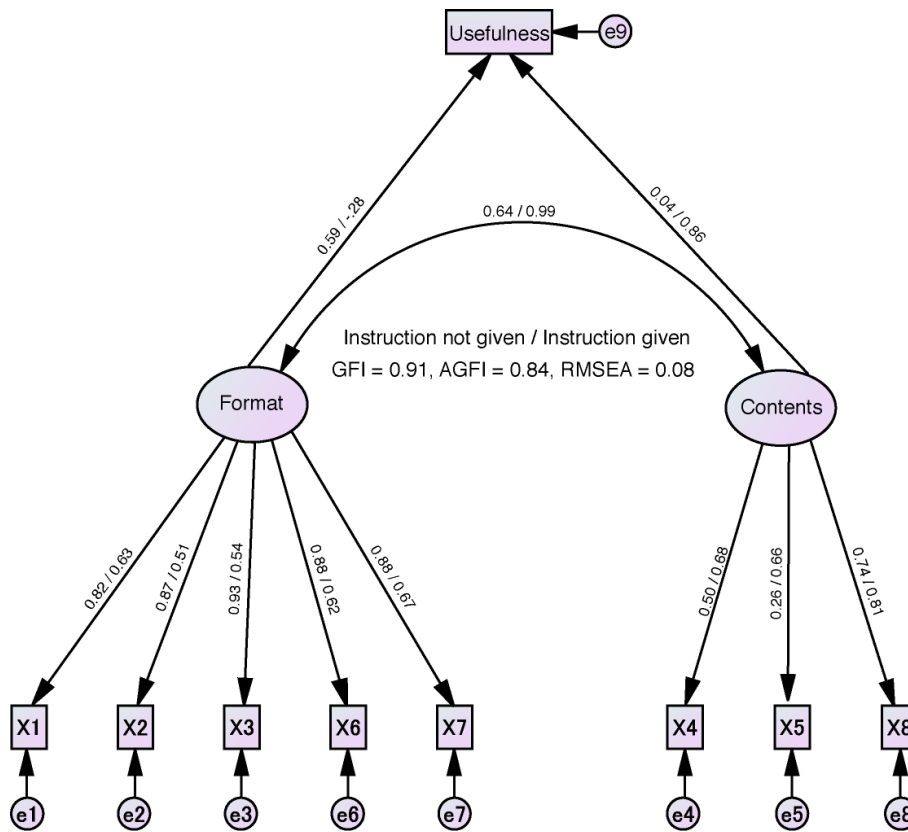 Usefulness
e9
0.59 / -.28
0.04 / 0.86
0.64 / 0.99
Instruction not given / Instruction given
GFI = 0.91, AGFI = 0.84, RMSEA = 0.08
Format
Contents
0.82 / 0.63
0.87 / 0.51
0.93 / 0.54
0.88 / 0.62
0.88 / 0.67
0.50 / 0.68
0.26 / 0.66
0.74 / 0.81
X1
X2
X3
X6
X7
X4
X5
X8
e1
e2
e3
e6
e7
e4
e5
e8